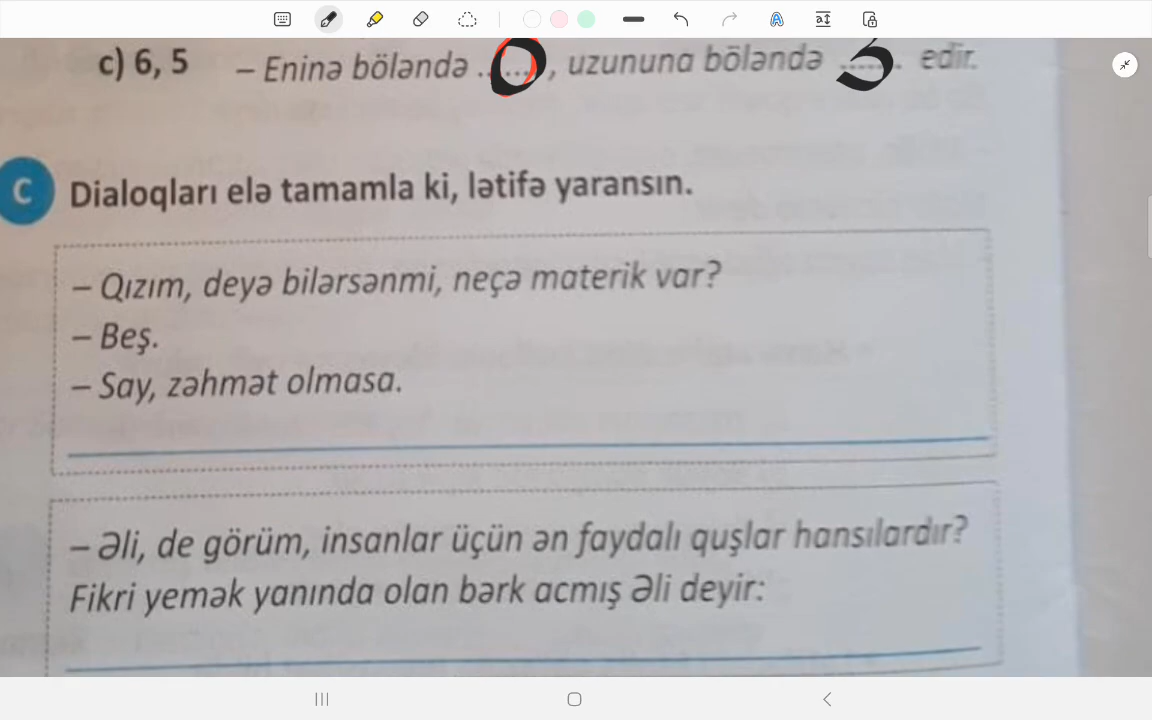 c) 6, 5 – Eninə böləndə ..0.., uzununa böləndə ..3... edir.
C Dialoqları elə tamamla ki, lətifə yaransın.
– Qızım, deyə bilərsənmi, neçə materik var?
– Beş.
– Say, zəhmət olmasa.
– Əli, de görüm, insanlar üçün ən faydalı quşlar hansılardır?
Fikri yemək yanında olan bərk acmış Əli deyir: